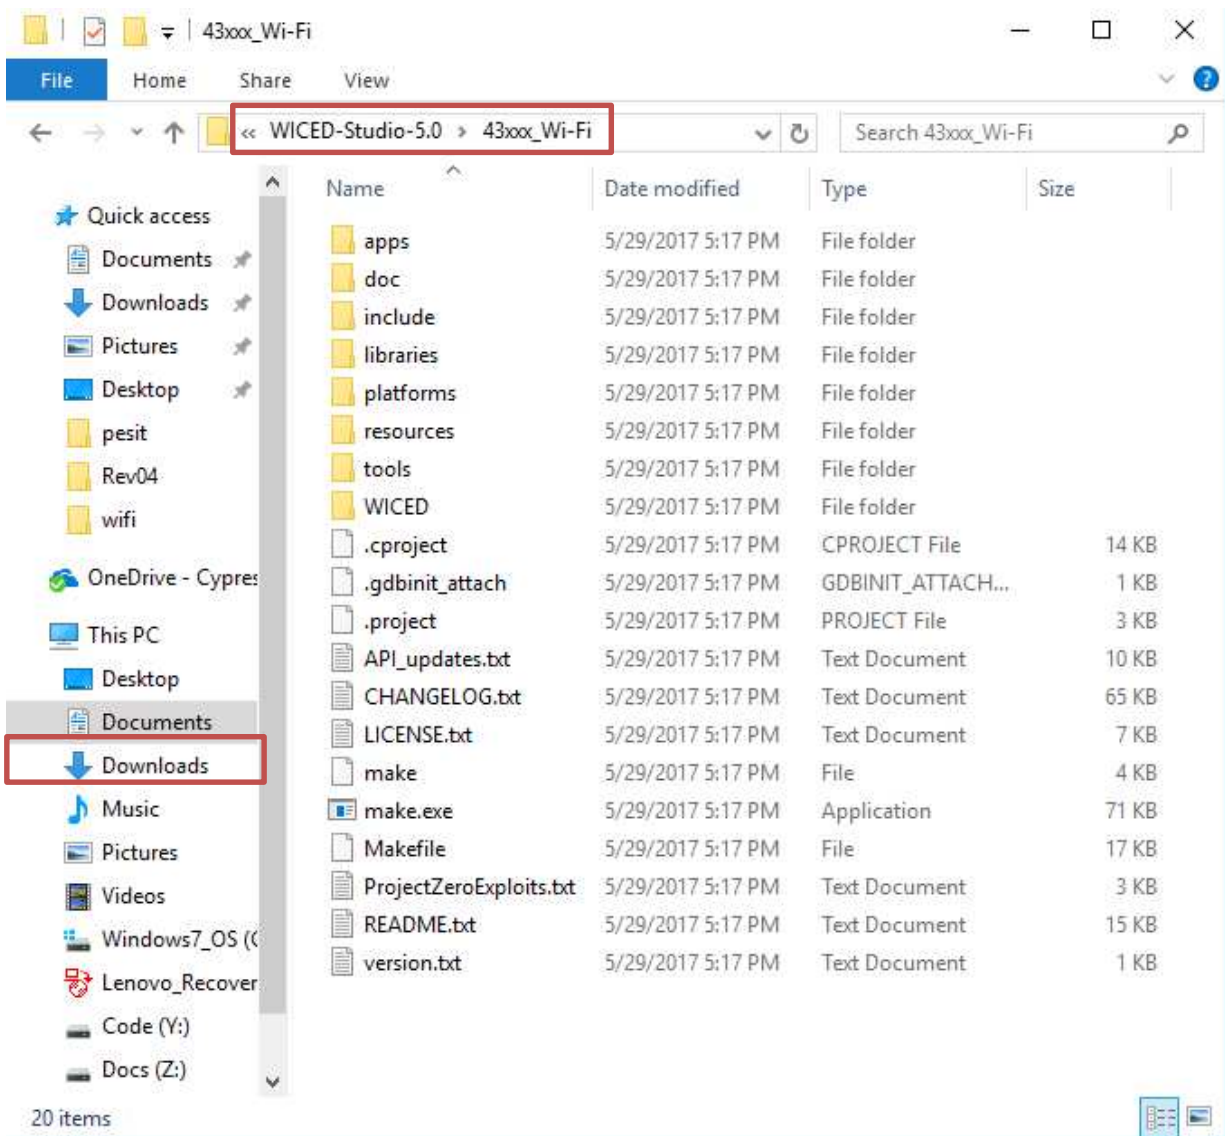 43xxx_Wi-Fi
File Home Share View
« WICED-Studio-5.0 › 43xxx_Wi-Fi
Search 43xxx_Wi-Fi
Quick access
Documents
Downloads
Pictures
Desktop
pesit
Rev04
wifi
OneDrive - Cypres
This PC
Desktop
Documents
Downloads
Music
Pictures
Videos
Windows7_OS (C
Lenovo_Recover
Code (Y:)
Docs (Z:)
Name Date modified Type Size
apps 5/29/2017 5:17 PM File folder
doc 5/29/2017 5:17 PM File folder
include 5/29/2017 5:17 PM File folder
libraries 5/29/2017 5:17 PM File folder
platforms 5/29/2017 5:17 PM File folder
resources 5/29/2017 5:17 PM File folder
tools 5/29/2017 5:17 PM File folder
WICED 5/29/2017 5:17 PM File folder
.cproject 5/29/2017 5:17 PM CPROJECT File 14 KB
.gdbinit_attach 5/29/2017 5:17 PM GDBINIT_ATTACH... 1 KB
.project 5/29/2017 5:17 PM PROJECT File 3 KB
API_updates.txt 5/29/2017 5:17 PM Text Document 10 KB
CHANGELOG.txt 5/29/2017 5:17 PM Text Document 65 KB
LICENSE.txt 5/29/2017 5:17 PM Text Document 7 KB
make 5/29/2017 5:17 PM File 4 KB
make.exe 5/29/2017 5:17 PM Application 71 KB
Makefile 5/29/2017 5:17 PM File 17 KB
ProjectZeroExploits.txt 5/29/2017 5:17 PM Text Document 3 KB
README.txt 5/29/2017 5:17 PM Text Document 15 KB
version.txt 5/29/2017 5:17 PM Text Document 1 KB
20 items